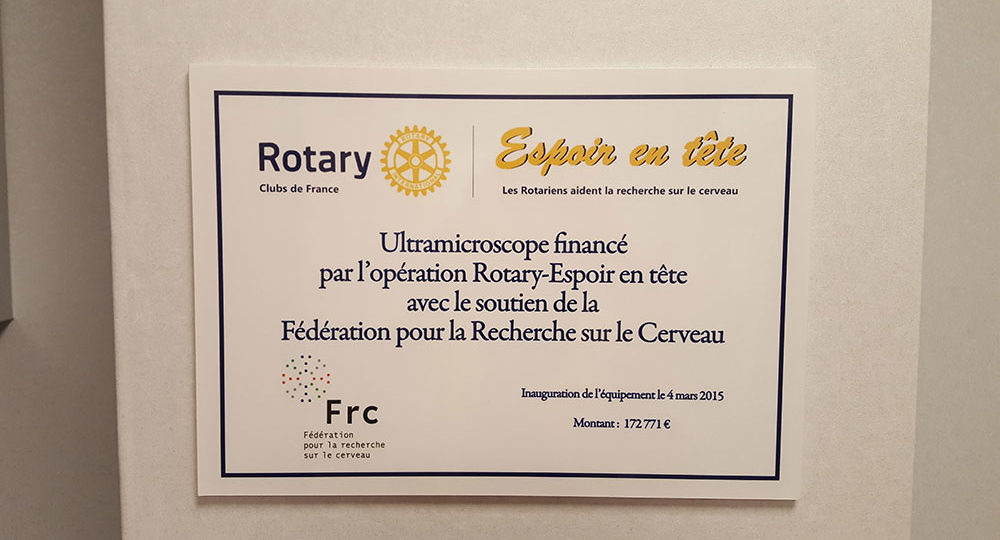 Rotary
Clubs de France
ROTARY
INTERNATIONAL
Espoir en tête
Les Rotariens aident la recherche sur le cerveau
Ultramicroscope financé
par l'opération Rotary-Espoir en tête
avec le soutien de la
Fédération pour la Recherche sur le Cerveau
Frc
Fédération
pour la recherche
sur le cerveau
Inauguration de l'équipement le 4 mars 2015
Montant : 172 771 €